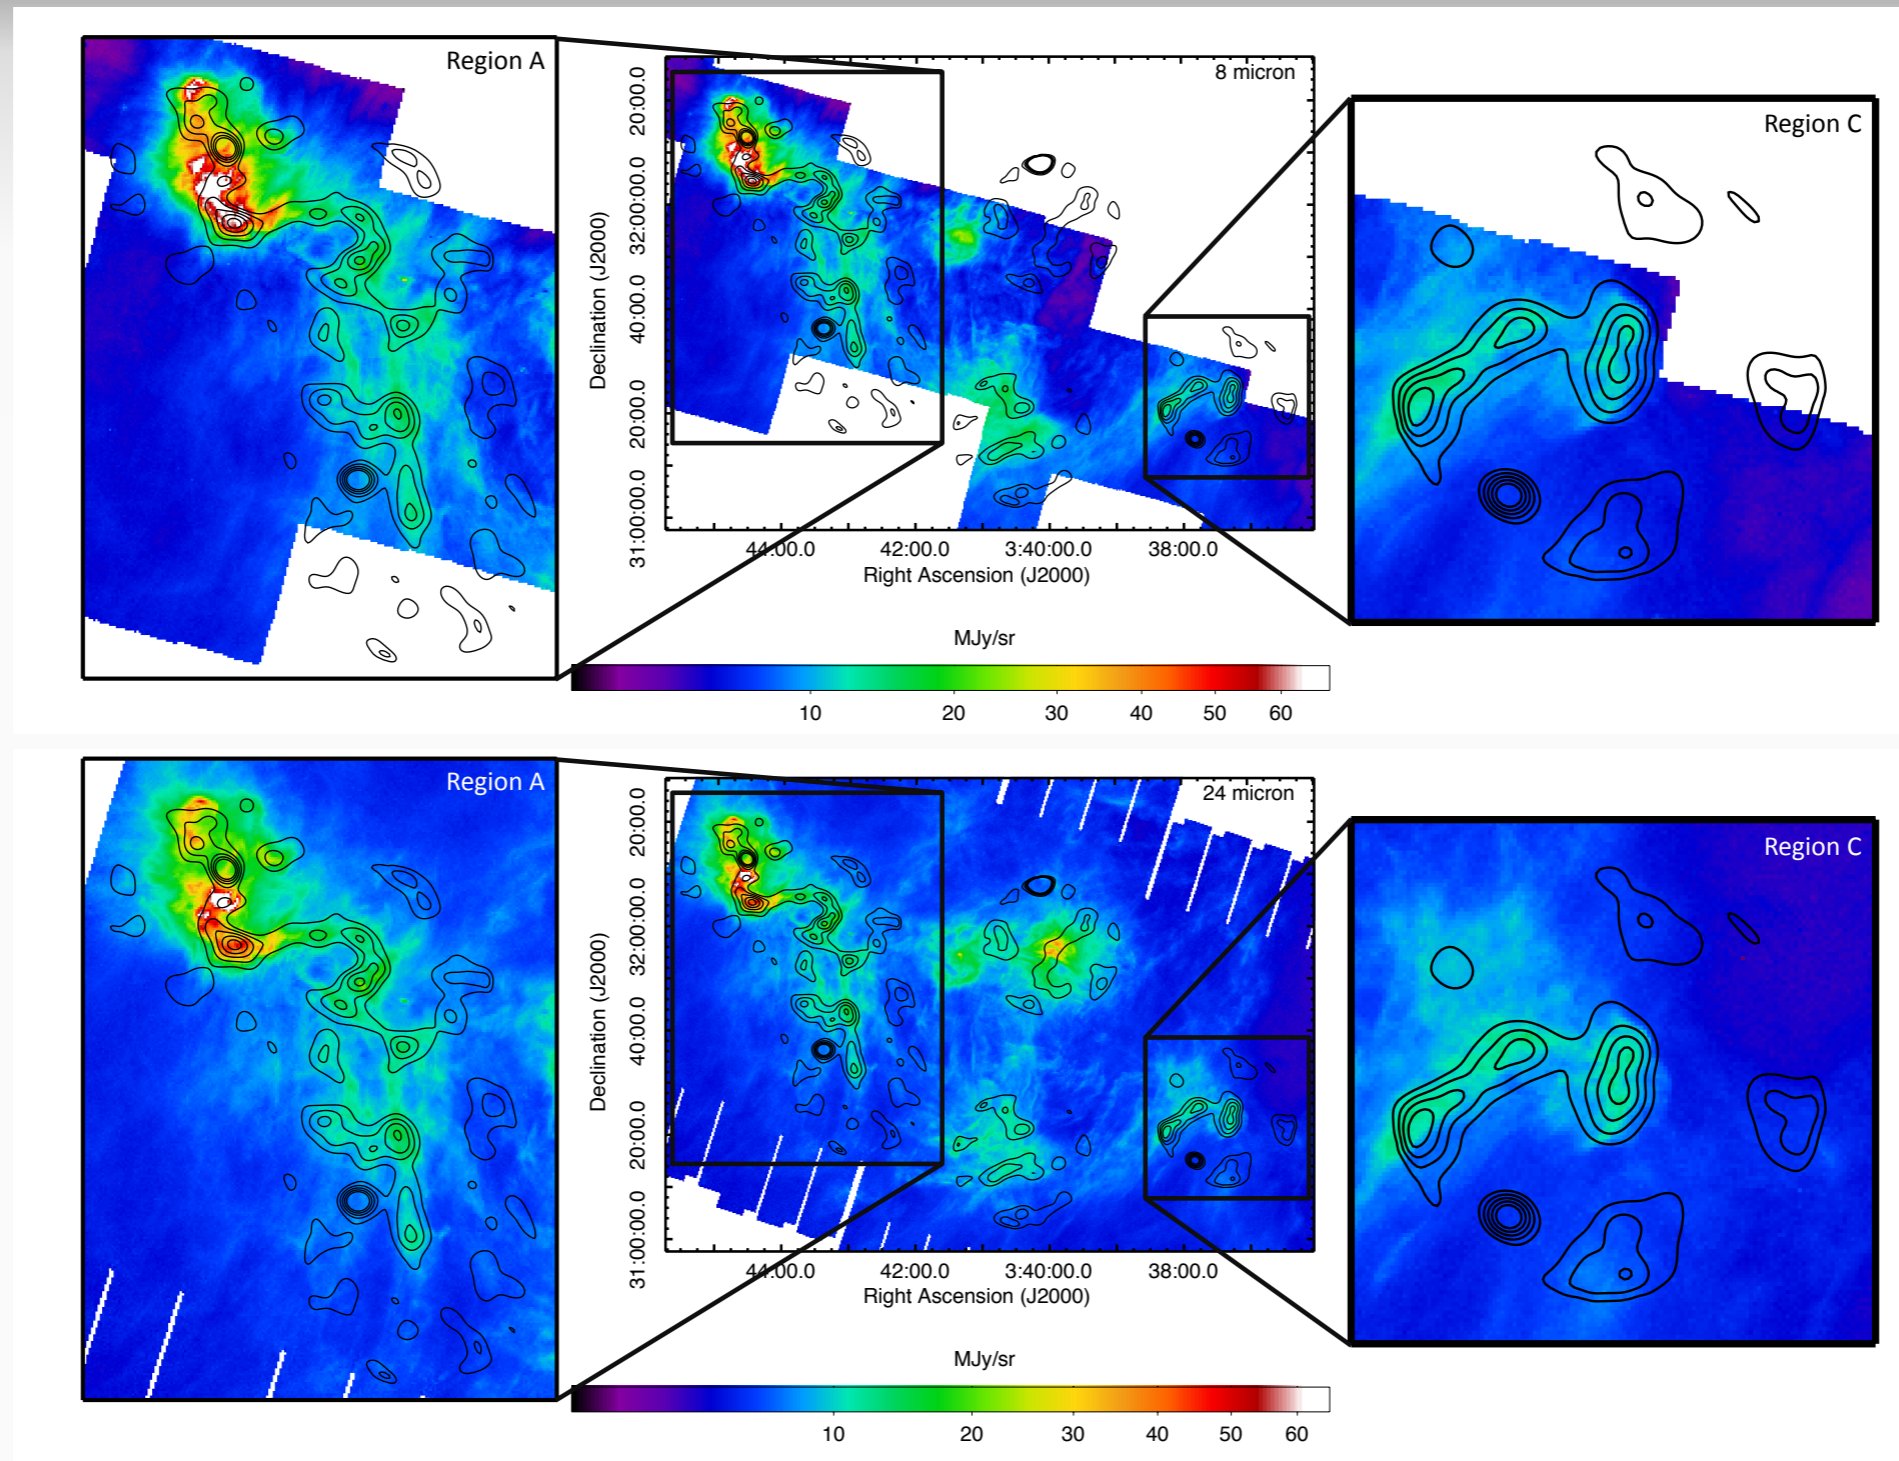 Region A
8 micron
Region C
20:00.0
32:00:00.0
40:00.0
20:00.0
31:00:00.0
Declination (J2000)
44:00.0 42:00.0 3:40:00.0 38:00.0
Right Ascension (J2000)
MJy/sr
10 20 30 40 50 60
Region A
24 micron
Region C
20:00.0
32:00:00.0
40:00.0
20:00.0
31:00:00.0
Declination (J2000)
44:00.0 42:00.0 3:40:00.0 38:00.0
Right Ascension (J2000)
MJy/sr
10 20 30 40 50 60